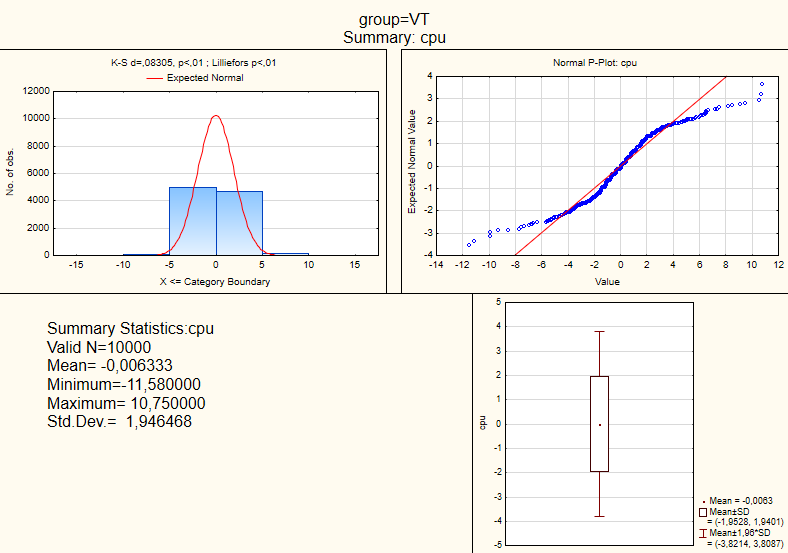 group=VT
Summary: cpu
K-S d=,08305, p<,01 ; Lilliefors p<,01
Expected Normal
12000
10000
8000
6000
4000
2000
0
No. of obs.
-15 -10 -5 0 5 10 15
X <= Category Boundary
Normal P-Plot: cpu
4
3
2
1
0
-1
-2
-3
-4
Expected Normal Value
-14 -12 -10 -8 -6 -4 -2 0 2 4 6 8 10 12
Value
Summary Statistics:cpu
Valid N=10000
Mean= -0,006333
Minimum=-11,580000
Maximum= 10,750000
Std.Dev.= 1,946468
5
4
3
2
1
0
-1
-2
-3
-4
-5
cpu
Mean = -0,0063
Mean±SD
= (-1,9528, 1,9401)
Mean±1,96*SD
= (-3,8214, 3,8087)